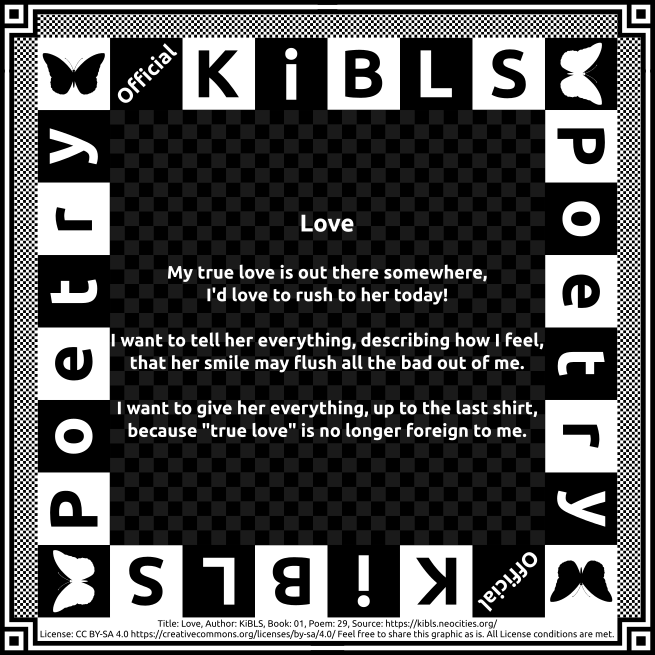 Official KiBLS
Poetry
Poetry
Love
My true love is out there somewhere,
I'd love to rush to her today!
I want to tell her everything, describing how I feel,
that her smile may flush all the bad out of me.
I want to give her everything, up to the last shirt,
because "true love" is no longer foreign to me.
Official KiBLS
Title: Love, Author: KiBLS, Book: 01, Poem: 29, Source: https://kibls.neocities.org/
License: CC BY-SA 4.0 https://creativecommons.org/licenses/by-sa/4.0/ Feel free to share this graphic as is. All License conditions are met.